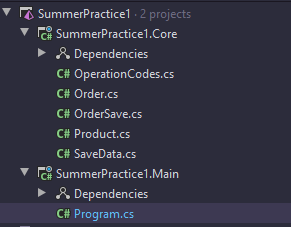 SummerPractice1 · 2 projects
SummerPractice1.Core
Dependencies
C# OperationCodes.cs
C# Order.cs
C# OrderSave.cs
C# Product.cs
C# SaveData.cs
SummerPractice1.Main
Dependencies
C# Program.cs